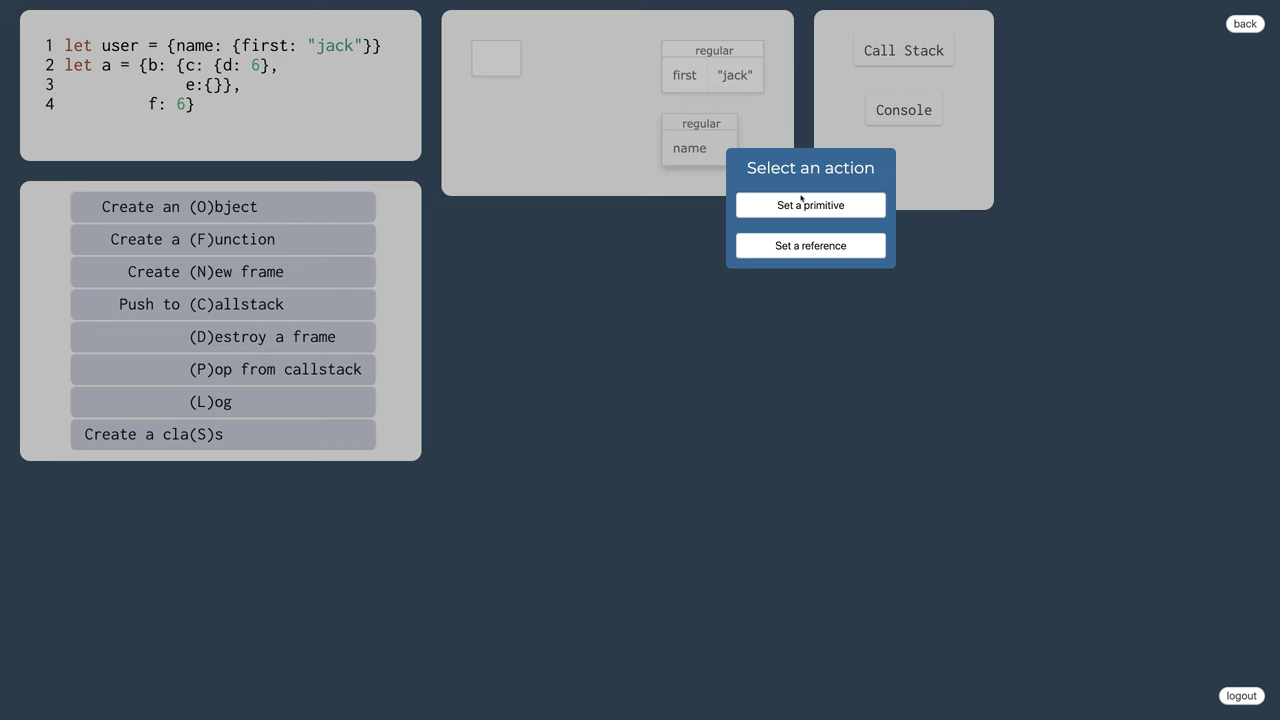 1 let user = {name: {first: "jack"}}
2 let a = {b: {c: {d: 6},
3 e:{}},
4 f: 6}
Create an (O)bject
Create a (F)unction
Create (N)ew frame
Push to (C)allstack
(D)estroy a frame
(P)op from callstack
(L)og
Create a cla(S)s
regular
first "jack"
regular
name
Call Stack
Console
Select an action
Set a primitive
Set a reference
back
logout